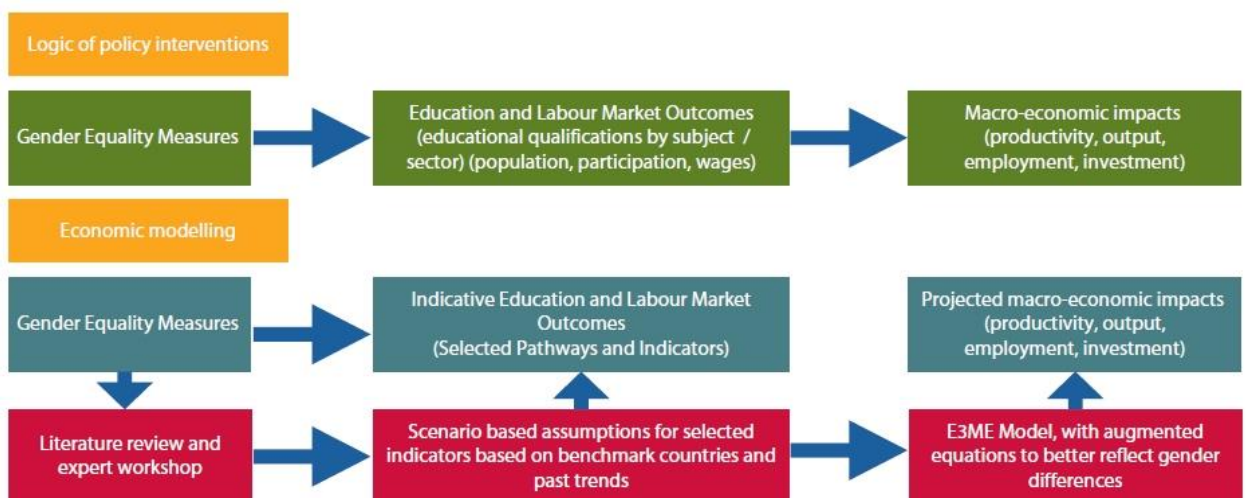 Logic of policy interventions
Gender Equality Measures
Education and Labour Market Outcomes
(educational qualifications by subject /
sector) (population, participation, wages)
Macro-economic impacts
(productivity, output,
employment, investment)
Economic modelling
Gender Equality Measures
Indicative Education and Labour Market
Outcomes
(Selected Pathways and Indicators)
Projected macro-economic impacts
(productivity, output,
employment, investment)
Literature review and
expert workshop
Scenario based assumptions for selected
indicators based on benchmark countries and
past trends
E3ME Model, with augmented
equations to better reflect gender
differences